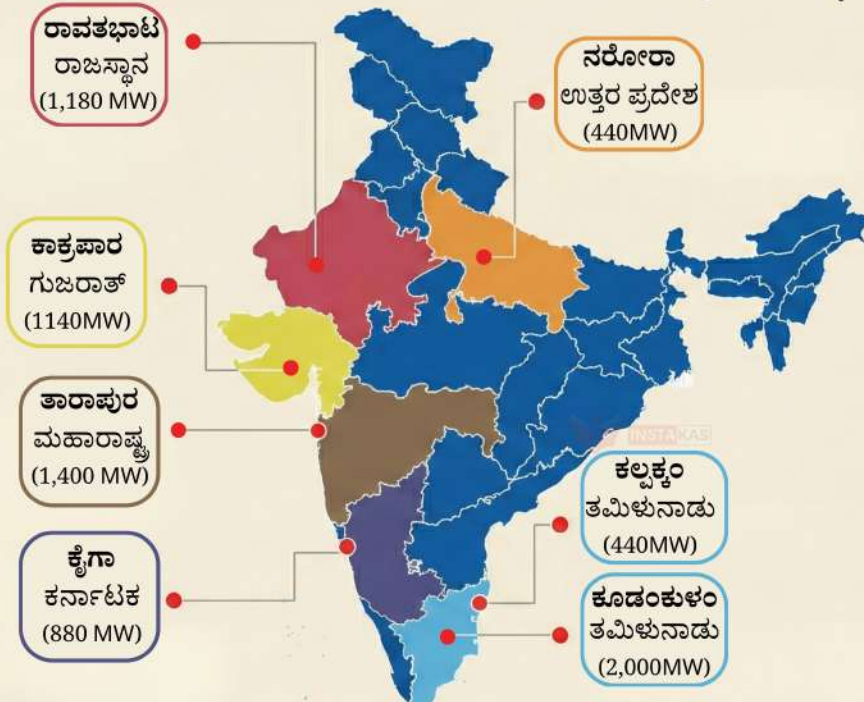 ರಾವತಭಾಟ
ರಾಜಸ್ಥಾನ
(1,180 MW)
ನರೋರಾ
ಉತ್ತರ ಪ್ರದೇಶ
(440MW)
ಕಾಕ್ರಪಾರ
ಗುಜರಾತ್
(1140MW)
ತಾರಾಪುರ
ಮಹಾರಾಷ್ಟ್ರ
(1,400 MW)
INSTAKAS
ಕಲ್ಪಕ್ಕಂ
ತಮಿಳುನಾಡು
(440MW)
ಕೈಗಾ
ಕರ್ನಾಟಕ
(880 MW)
ಕೂಡಂಕುಳಂ
ತಮಿಳುನಾಡು
(2,000MW)